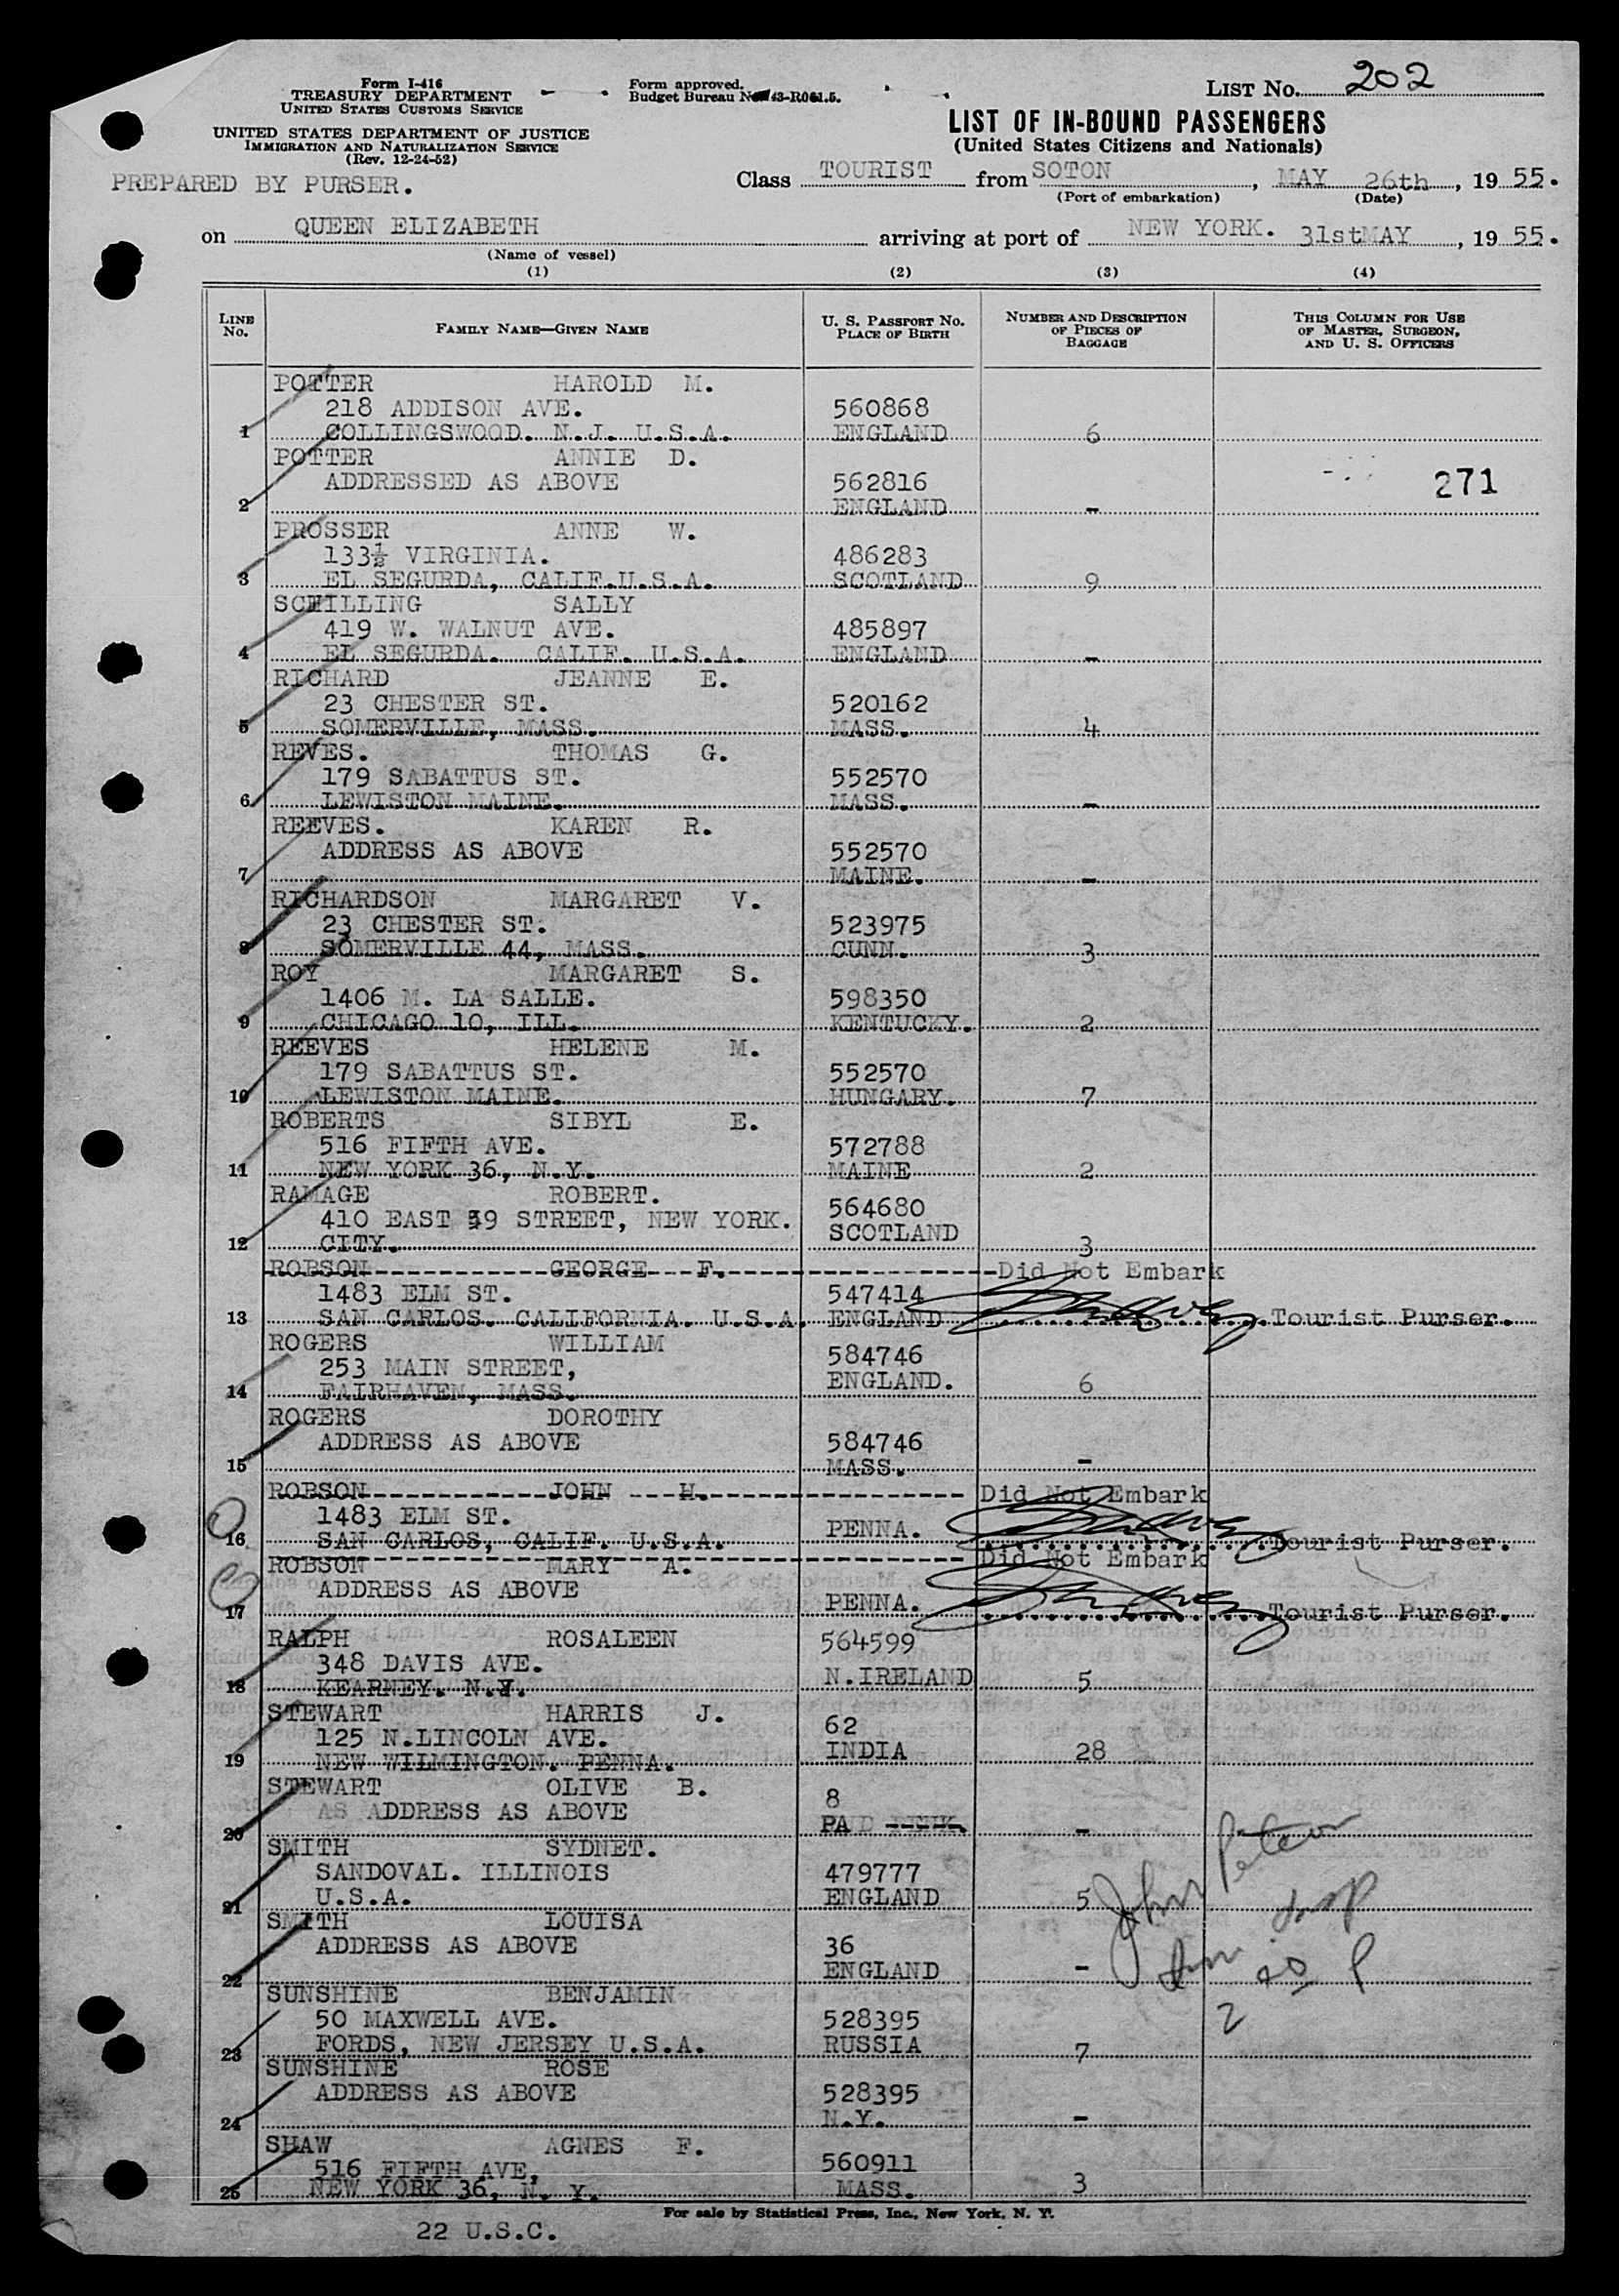 Form I-416
TREASURY DEPARTMENT
UNITED STATES CUSTOMS SERVICE
UNITED STATES DEPARTMENT OF JUSTICE
IMMIGRATION AND NATURALIZATION SERVICE
(Rev. 12-24-52)
PREPARED BY PURSER.
Form approved.
Budget Bureau
LIST No. 202
LIST OF IN-BOUND PASSENGERS
(United States Citizens and Nationals)
Class TOURIST from SOTON, MAY 26th, 19 55.
(Port of embarkation) (Date)
on QUEEN ELIZABETH arriving at port of NEW YORK. 31stMAY, 19 55.
(Name of vessel)
(1) (2) (3) (4)
LINE No. FAMILY NAME—GIVEN NAME U. S. PASSPORT No. PLACE OF BIRTH NUMBER AND DESCRIPTION OF PIECES OF BAGGAGE THIS COLUMN FOR USE OF MASTER, SURGEON, AND U. S. OFFICERS
POTTER HAROLD M.
218 ADDISON AVE. 560868
1 COLLINGSWOOD. N.J. U.S.A. ENGLAND 6
POTTER ANNIE D.
ADDRESSED AS ABOVE 562816 271
2 ENGLAND -
PROSSER ANNE W.
133½ VIRGINIA. 486283
3 EL SEGURDA, CALIF.U.S.A. SCOTLAND 9
SCHILLING SALLY
419 W. WALNUT AVE. 485897
4 EL SEGURDA. CALIF. U.S.A. ENGLAND -
RICHARD JEANNE E.
23 CHESTER ST. 520162
5 SOMERVILLE, MASS. MASS. 4
REVES. THOMAS G.
179 SABATTUS ST. 552570
6 LEWISTON MAINE. MASS. -
REEVES. KAREN R.
ADDRESS AS ABOVE 552570
7 MAINE. -
RICHARDSON MARGARET V.
23 CHESTER ST. 523975
8 SOMERVILLE 44, MASS. CUNN. 3
ROY MARGARET S.
1406 M. LA SALLE. 598350
9 CHICAGO 10, ILL. KENTUCKY. 2
REEVES HELENE M.
179 SABATTUS ST. 552570
10 LEWISTON MAINE. HUNGARY. 7
ROBERTS SIBYL E.
516 FIFTH AVE. 572788
11 NEW YORK 36, N.Y. MAINE 2
RAMAGE ROBERT. 564680
410 EAST 59 STREET, NEW YORK. SCOTLAND
12 CITY. 3
ROBSON GEORGE F. Did Not Embark
1483 ELM ST. 547414
13 SAN CARLOS. CALIFORNIA. U.S.A. ENGLAND Tourist Purser.
ROGERS WILLIAM 584746
253 MAIN STREET, ENGLAND.
14 FAIRHAVEN, MASS. 6
ROGERS DOROTHY
ADDRESS AS ABOVE 584746
15 MASS. -
ROBSON JOHN H. Did Not Embark
1483 ELM ST. PENNA.
16 SAN CARLOS, CALIF. U.S.A. Tourist Purser.
ROBSON MARY A. Did Not Embark
ADDRESS AS ABOVE PENNA.
17 Tourist Purser.
RALPH ROSALEEN 564599
348 DAVIS AVE. N.IRELAND
18 KEARNEY. N.J. 5
STEWART HARRIS J. 62
125 N.LINCOLN AVE. INDIA
19 NEW WILMINGTON. PENNA. 28
STEWART OLIVE B. 8
AS ADDRESS AS ABOVE PA
20 -
SMITH SYDNET.
SANDOVAL. ILLINOIS 479777
21 U.S.A. ENGLAND 5
SMITH LOUISA
ADDRESS AS ABOVE 36
22 ENGLAND -
John Peter
2
SUNSHINE BENJAMIN
50 MAXWELL AVE. 528395
23 FORDS, NEW JERSEY U.S.A. RUSSIA 7
SUNSHINE ROSE
ADDRESS AS ABOVE 528395
24 N.Y. -
SHAW AGNES F.
516 FIFTH AVE, 560911
25 NEW YORK 36, N. Y. MASS. 3
For sale by Statistical Press, Inc., New York, N. Y.
22 U.S.C.